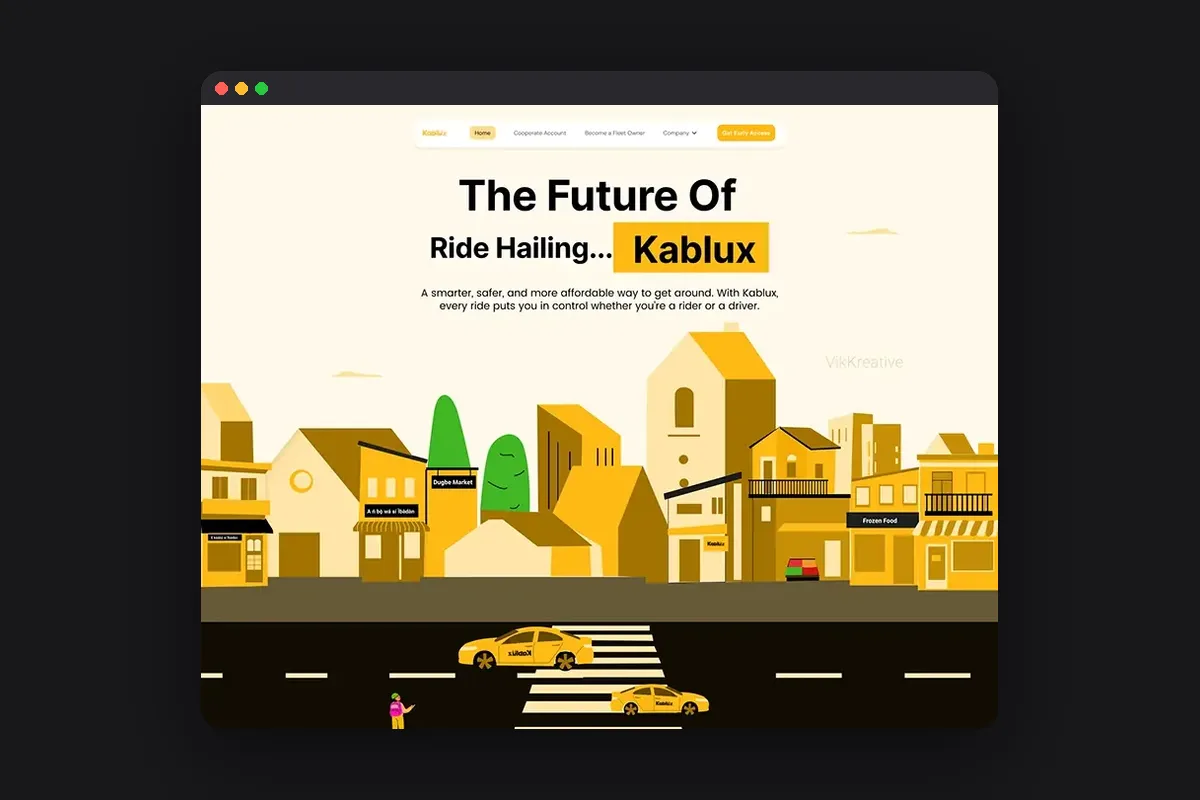 Kablux
Home
Cooperate Account
Become a Fleet Owner
Company
Get Early Access
The Future Of
Ride Hailing... Kablux
A smarter, safer, and more affordable way to get around. With Kablux,
every ride puts you in control whether you're a rider or a driver.
VikKreative
Dugbe Market
A ń bọ̀ wá sí Ìbàdàn
Frozen Food
Kablux
Kablux
Kablux